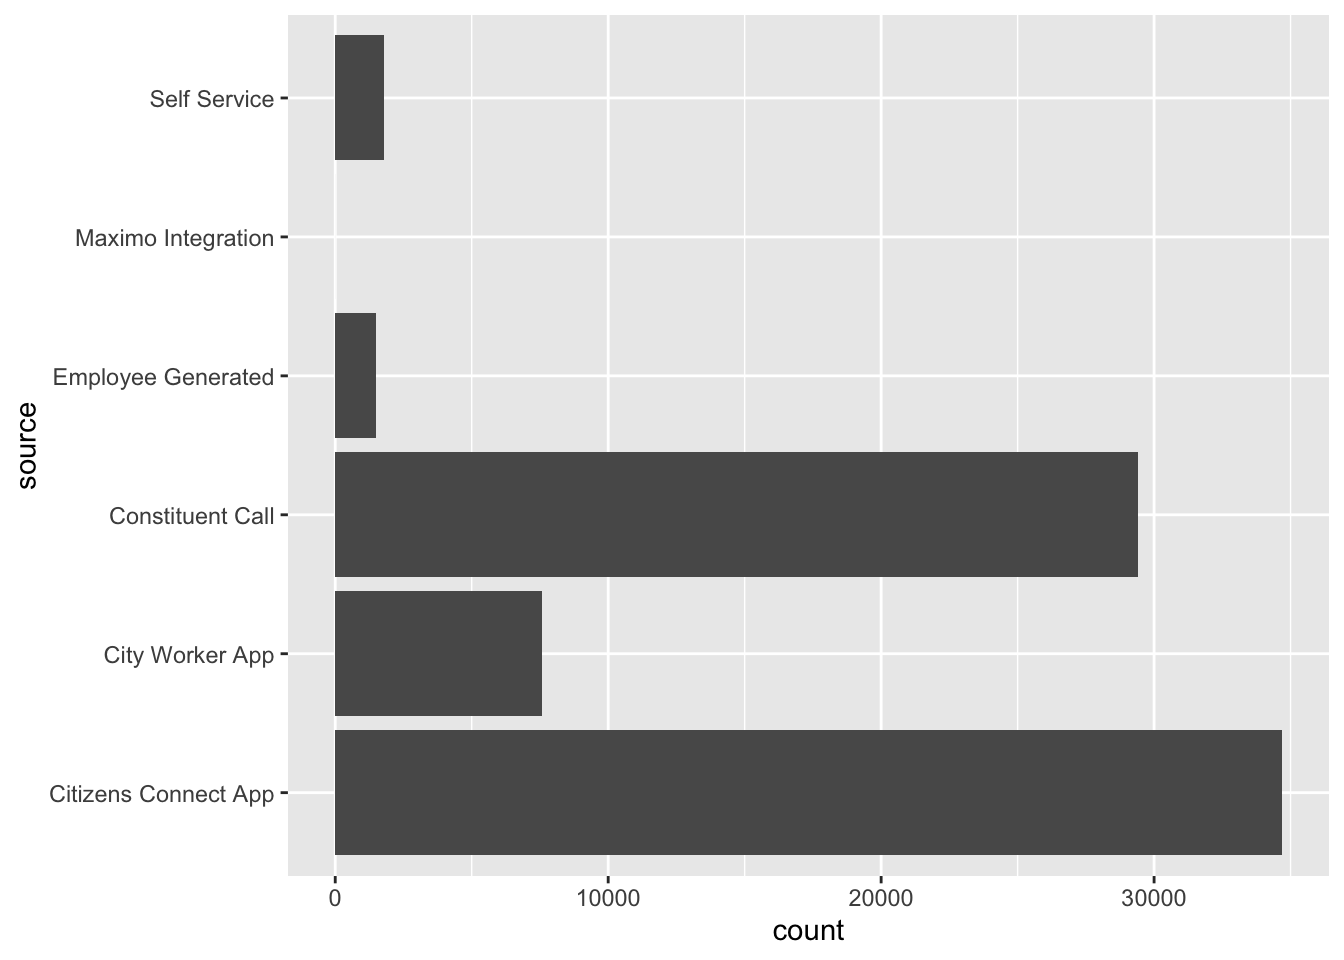 source
Self Service
Maximo Integration
Employee Generated
Constituent Call
City Worker App
Citizens Connect App
0 10000 20000 30000
count